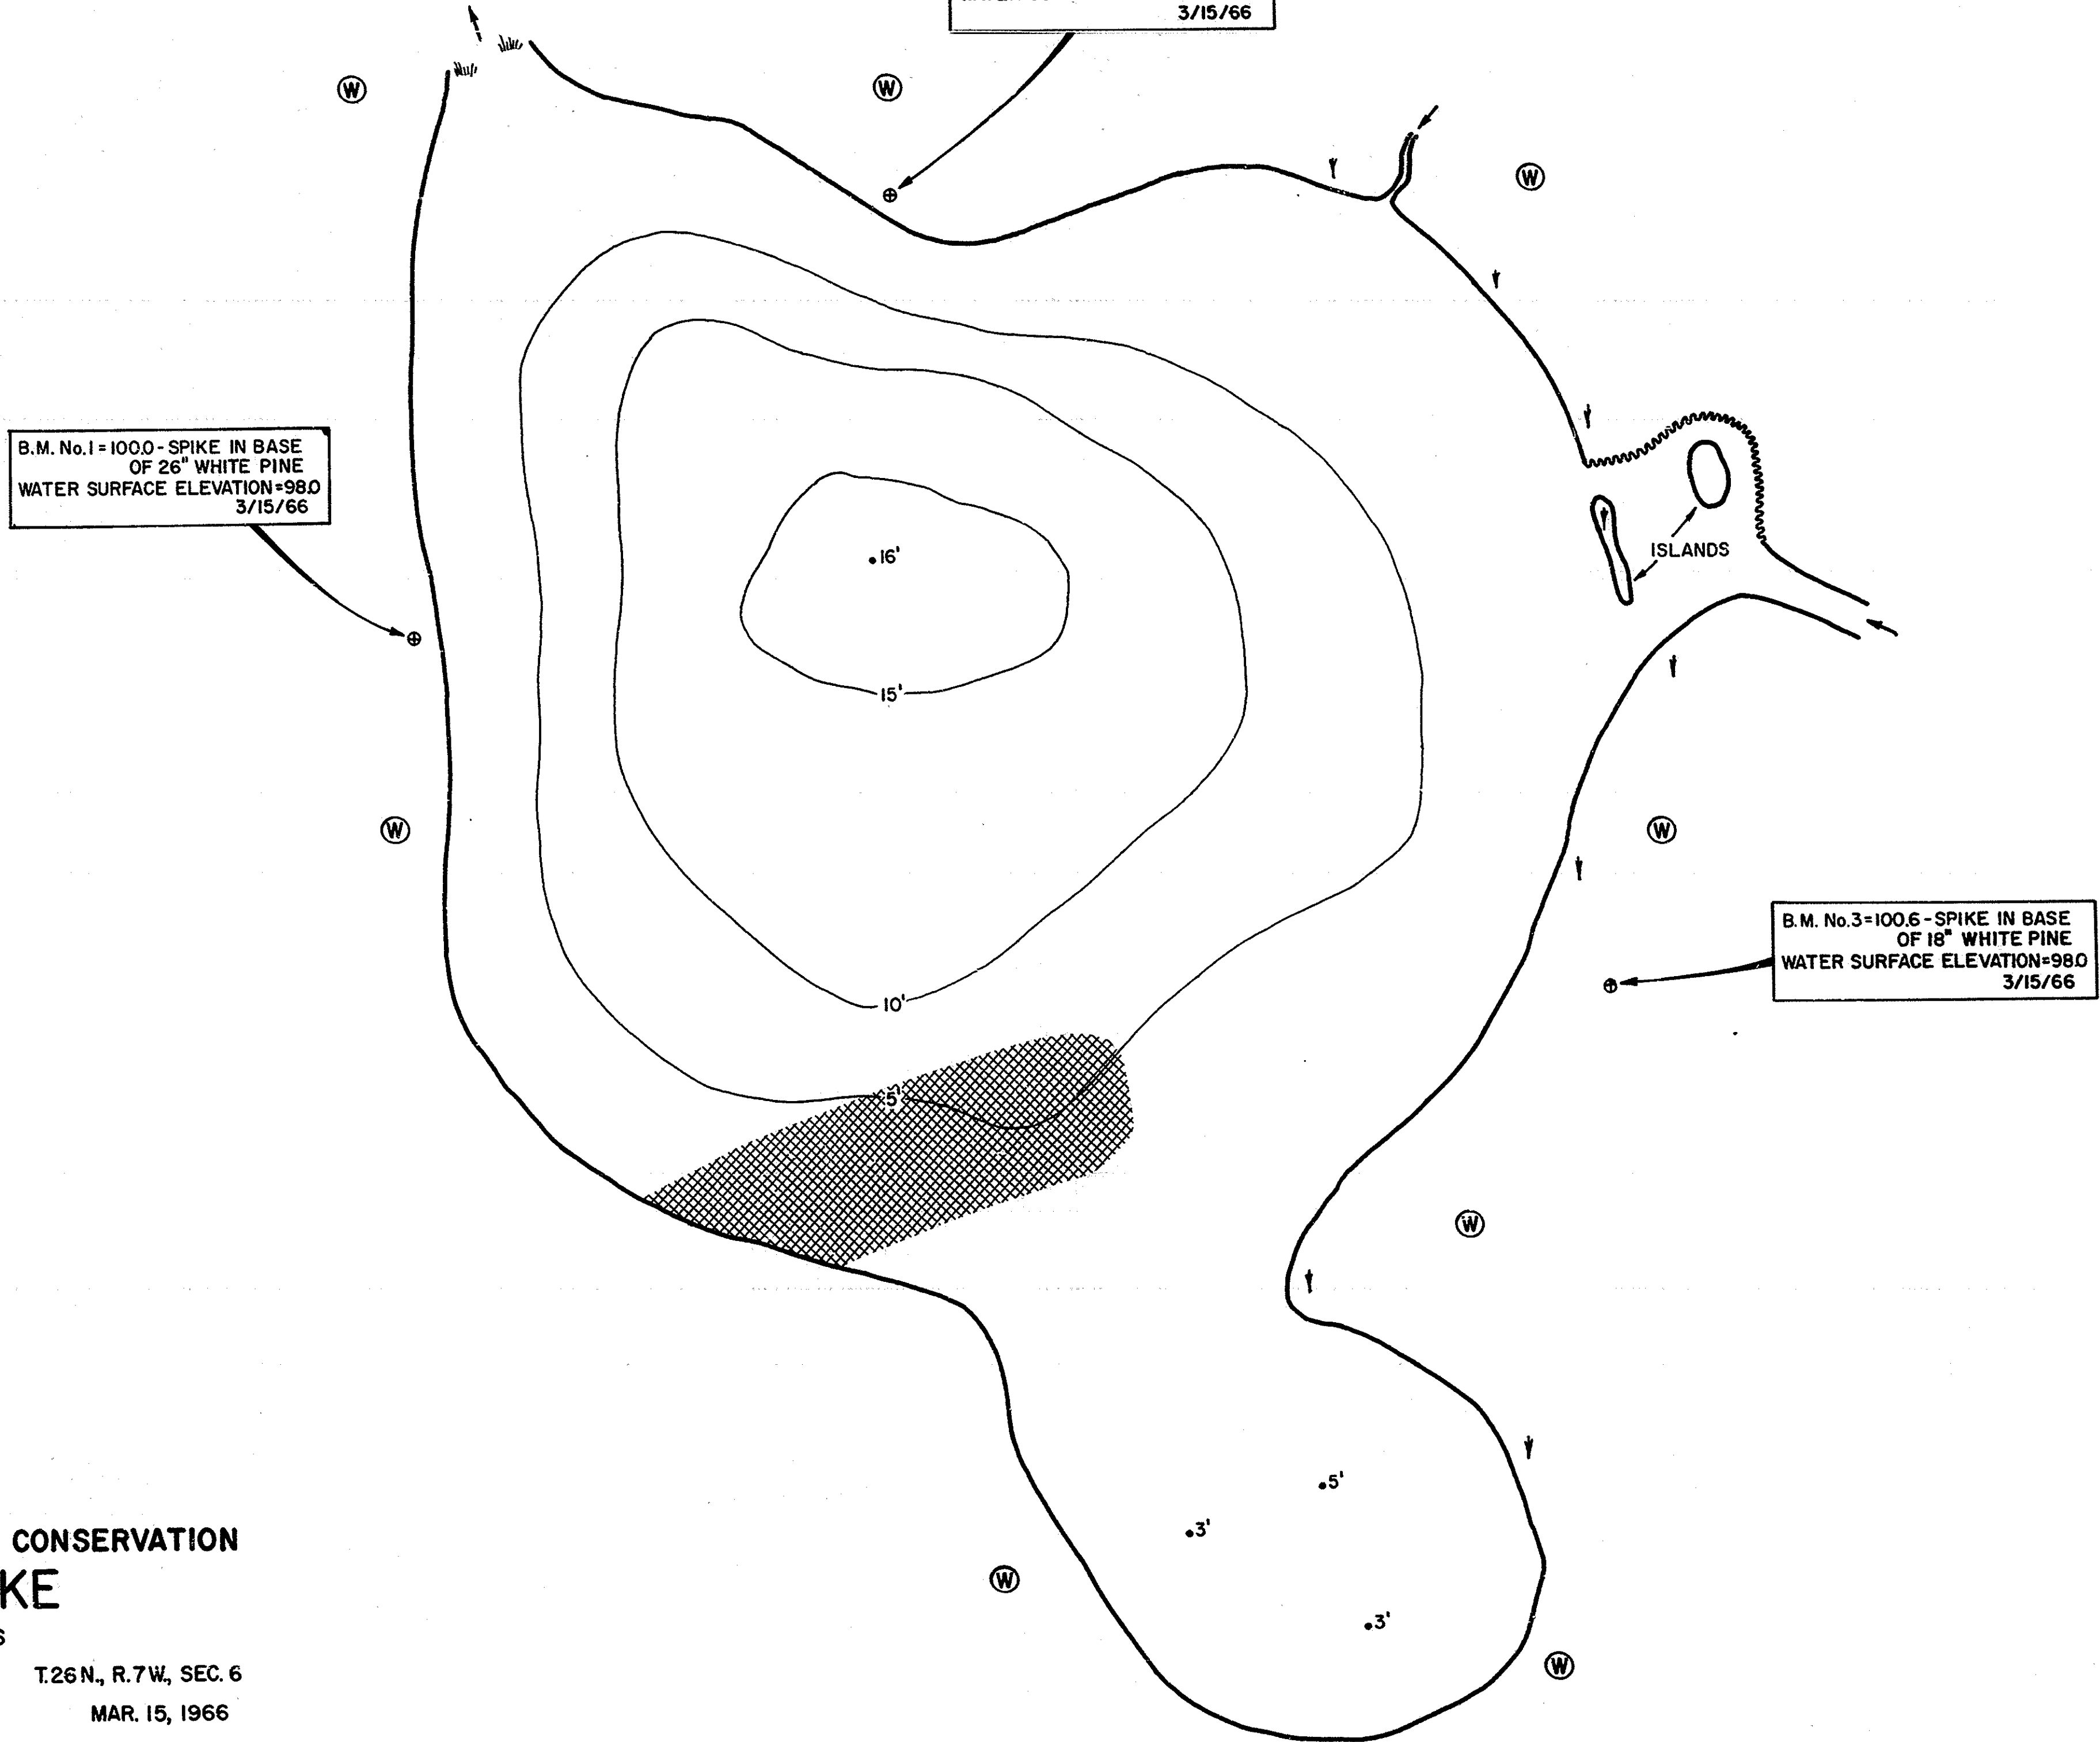 3/15/66
W
W
W
B.M. No.1=100.0-SPIKE IN BASE
OF 26" WHITE PINE
WATER SURFACE ELEVATION=98.0
3/15/66
ISLANDS
16'
15'
W
W
B.M. No.3=100.6-SPIKE IN BASE
OF 18" WHITE PINE
WATER SURFACE ELEVATION=98.0
3/15/66
10'
5'
W
5'
3'
W
3'
W
CONSERVATION
KE
S
T.26N., R.7W., SEC. 6
MAR. 15, 1966